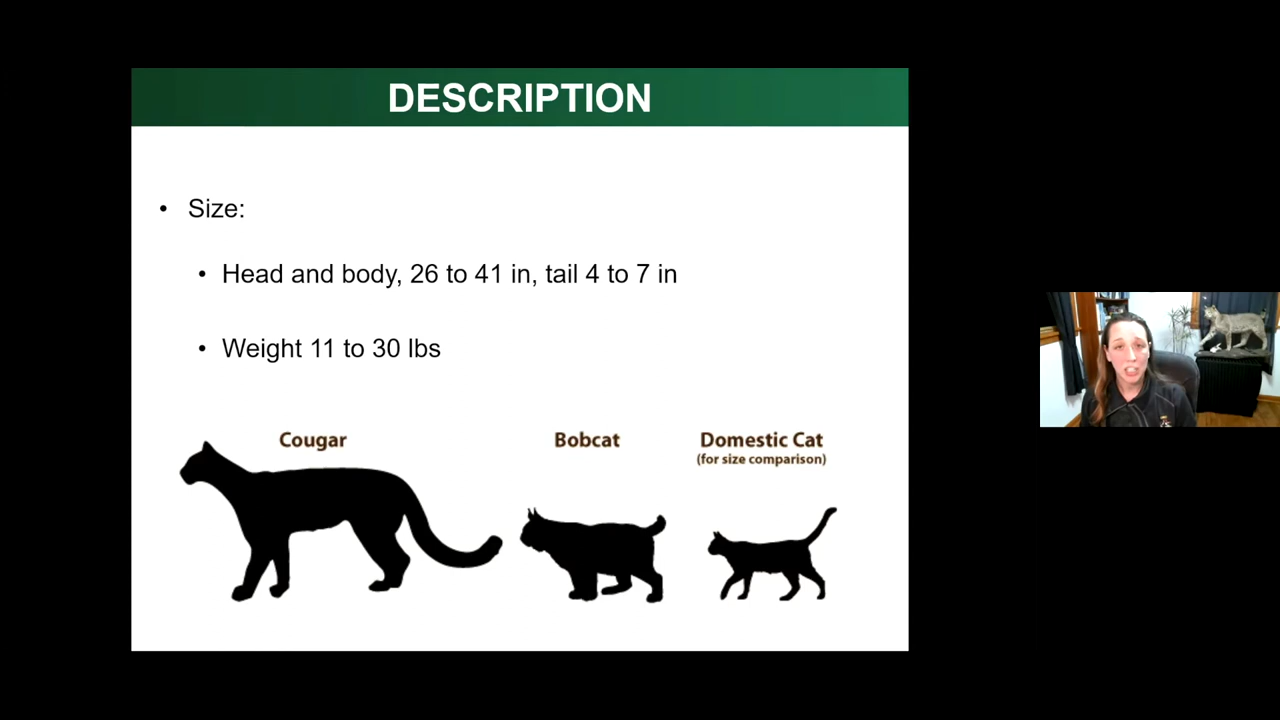 DESCRIPTION
• Size:
• Head and body, 26 to 41 in, tail 4 to 7 in
• Weight 11 to 30 lbs
Cougar
Bobcat
Domestic Cat
(for size comparison)